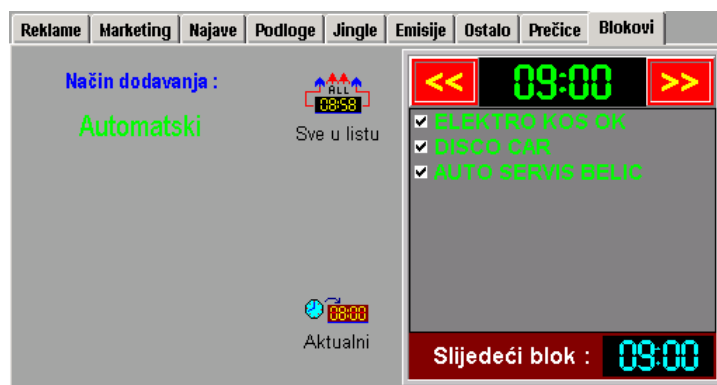 Reklame Marketing Najave Podloge Jingle Emisije Ostalo Prečice Blokovi
Način dodavanja :
Automatski
ALL
08:58
Sve u listu
08:00
Aktualni
<< 09:00 >>
ELEKTRO KOS OK
DISCO CAR
AUTO SERVIS BELIC
Slijedeći blok : 09:00